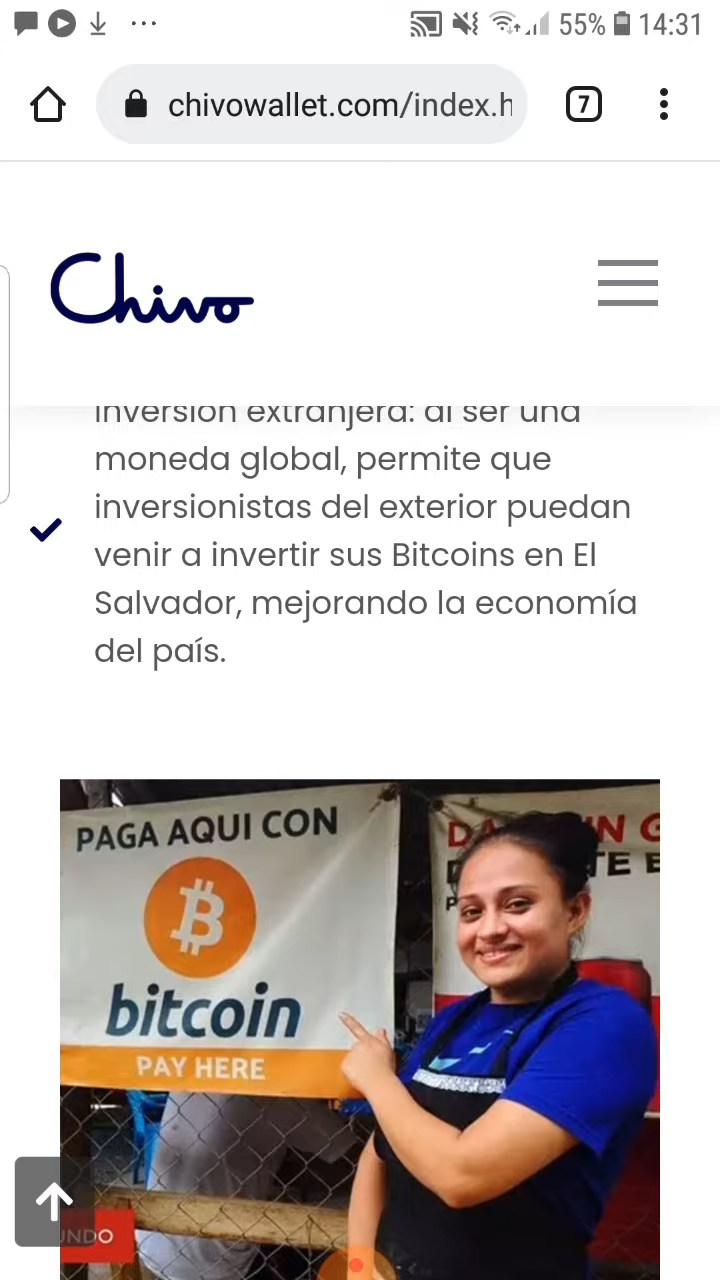 55% 14:31
chivowallet.com/index.h
7
Chivo
inversión extranjera: al ser una
moneda global, permite que
inversionistas del exterior puedan
venir a invertir sus Bitcoins en El
Salvador, mejorando la economía
del país.
PAGA AQUI CON
bitcoin
PAY HERE